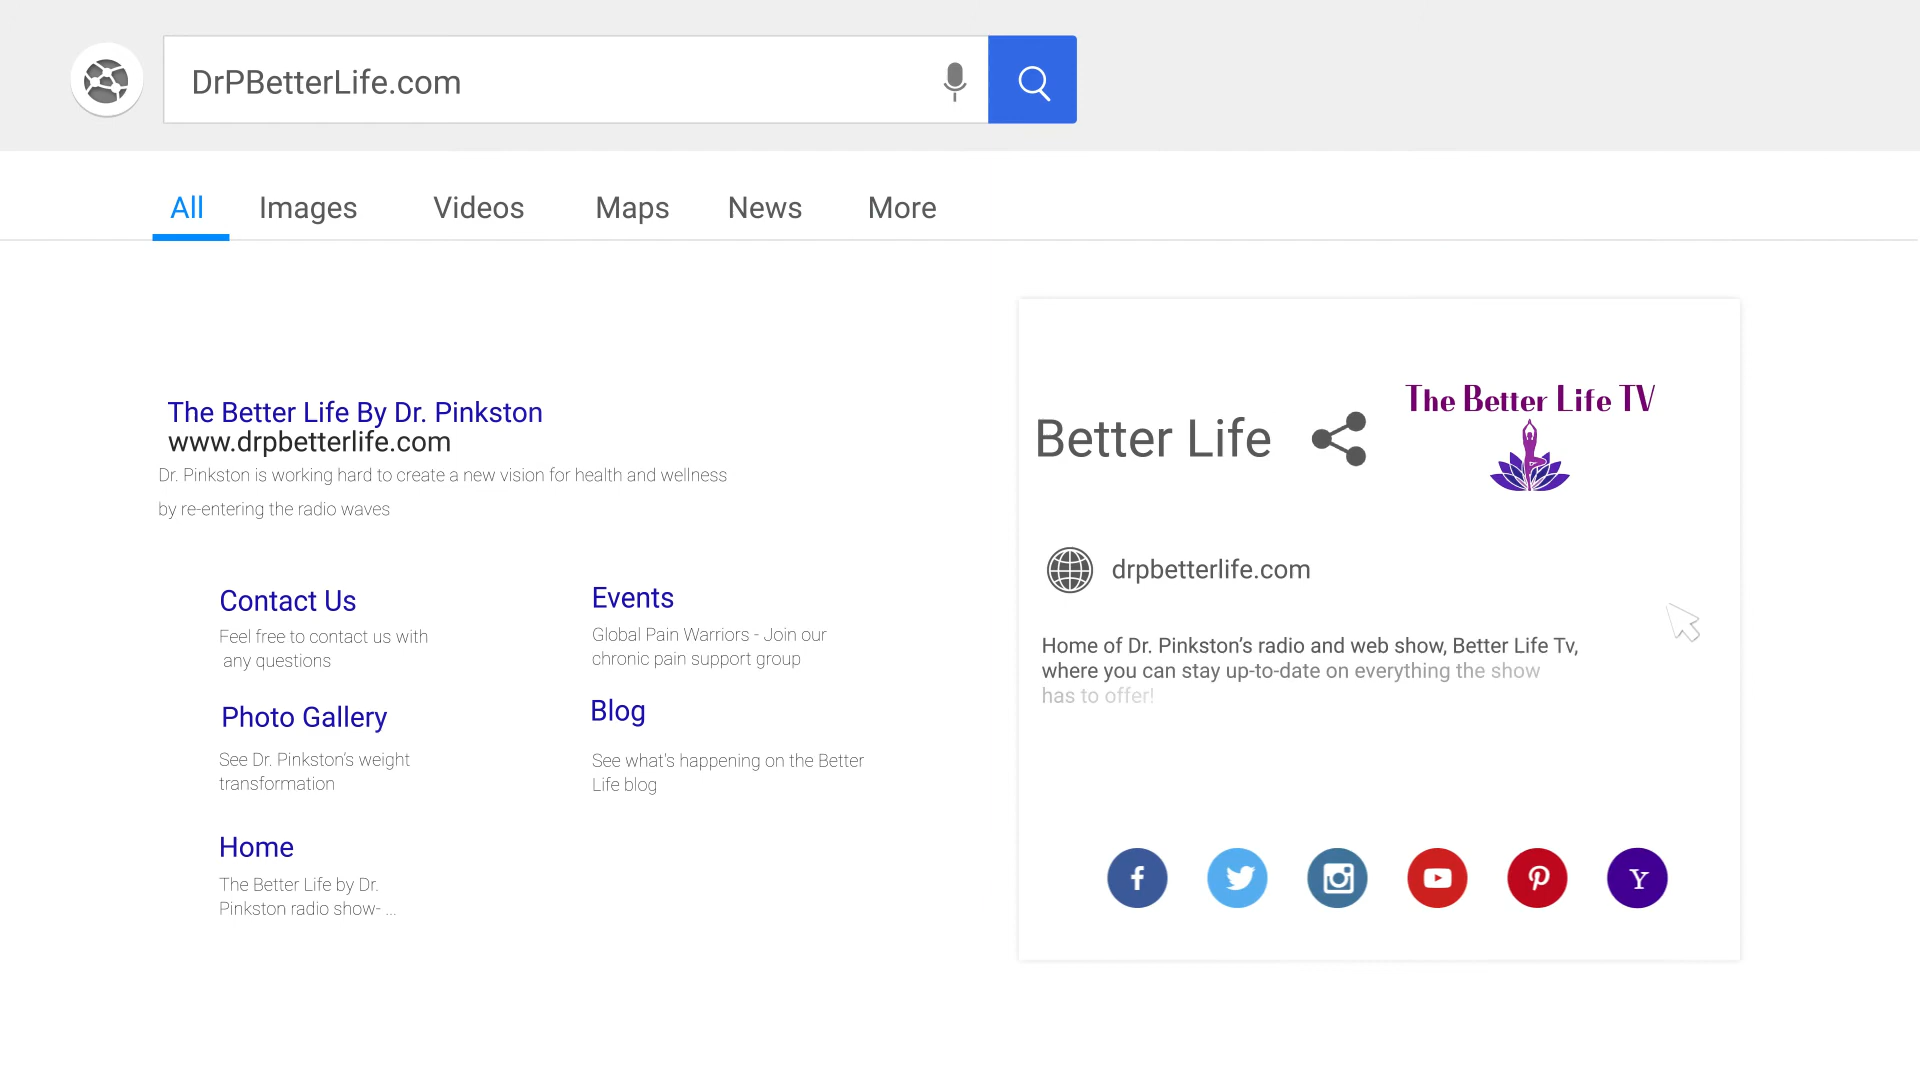 DrPBetterLife.com
All Images Videos Maps News More
The Better Life By Dr. Pinkston
www.drpbetterlife.com
Dr. Pinkston is working hard to create a new vision for health and wellness
by re-entering the radio waves
Contact Us
Feel free to contact us with
any questions
Events
Global Pain Warriors - Join our
chronic pain support group
Photo Gallery
See Dr. Pinkston's weight
transformation
Blog
See what's happening on the Better
Life blog
Home
The Better Life by Dr.
Pinkston radio show- ...
Better Life
The Better Life TV
drpbetterlife.com
Home of Dr. Pinkston's radio and web show, Better Life Tv,
where you can stay up-to-date on everything the show
has to offer!
f
Y